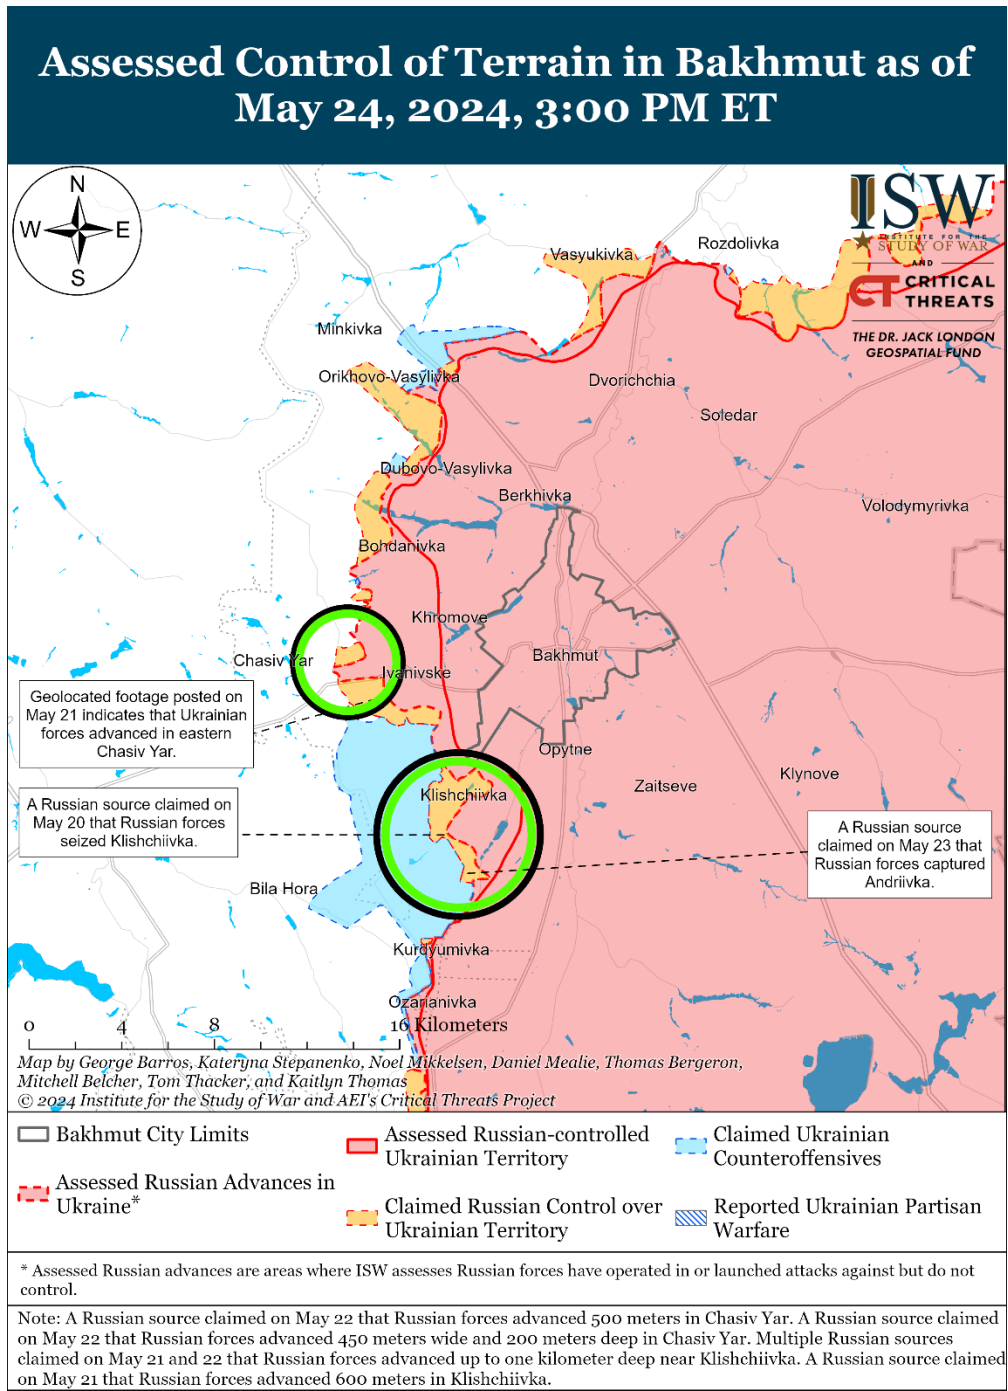 Assessed Control of Terrain in Bakhmut as of
May 24, 2024, 3:00 PM ET
N
W
E
S
ISW
INSTITUTE FOR THE
STUDY OF WAR
AND
CT CRITICAL
THREATS
THE DR. JACK LONDON
GEOSPATIAL FUND
Vasyukivka
Rozdolivka
Minkivka
Orikhovo-Vasylivka
Dvorichchia
Soledar
Dubovo-Vasylivka
Berkhivka
Volodymyrivka
Bohdanivka
Khromove
Chasiv Yar
Bakhmut
Ivanivske
Geolocated footage posted on
May 21 indicates that Ukrainian
forces advanced in eastern
Chasiv Yar.
Opytne
Zaitseve
Klynove
Klishchiivka
A Russian source claimed on
May 20 that Russian forces
seized Klishchiivka.
A Russian source
claimed on May 23 that
Russian forces captured
Andriivka.
Bila Hora
Kurdyumivka
Ozarianivka
0 4 8 16 Kilometers
Map by George Barros, Kateryna Stepanenko, Noel Mikkelsen, Daniel Mealie, Thomas Bergeron,
Mitchell Belcher, Tom Thacker, and Kaitlyn Thomas
© 2024 Institute for the Study of War and AEI's Critical Threats Project
Bakhmut City Limits
Assessed Russian Advances in
Ukraine*
Assessed Russian-controlled
Ukrainian Territory
Claimed Russian Control over
Ukrainian Territory
Claimed Ukrainian
Counteroffensives
Reported Ukrainian Partisan
Warfare
* Assessed Russian advances are areas where ISW assesses Russian forces have operated in or launched attacks against but do not
control.
Note: A Russian source claimed on May 22 that Russian forces advanced 500 meters in Chasiv Yar. A Russian source claimed
on May 22 that Russian forces advanced 450 meters wide and 200 meters deep in Chasiv Yar. Multiple Russian sources
claimed on May 21 and 22 that Russian forces advanced up to one kilometer deep near Klishchiivka. A Russian source claimed
on May 21 that Russian forces advanced 600 meters in Klishchiivka.